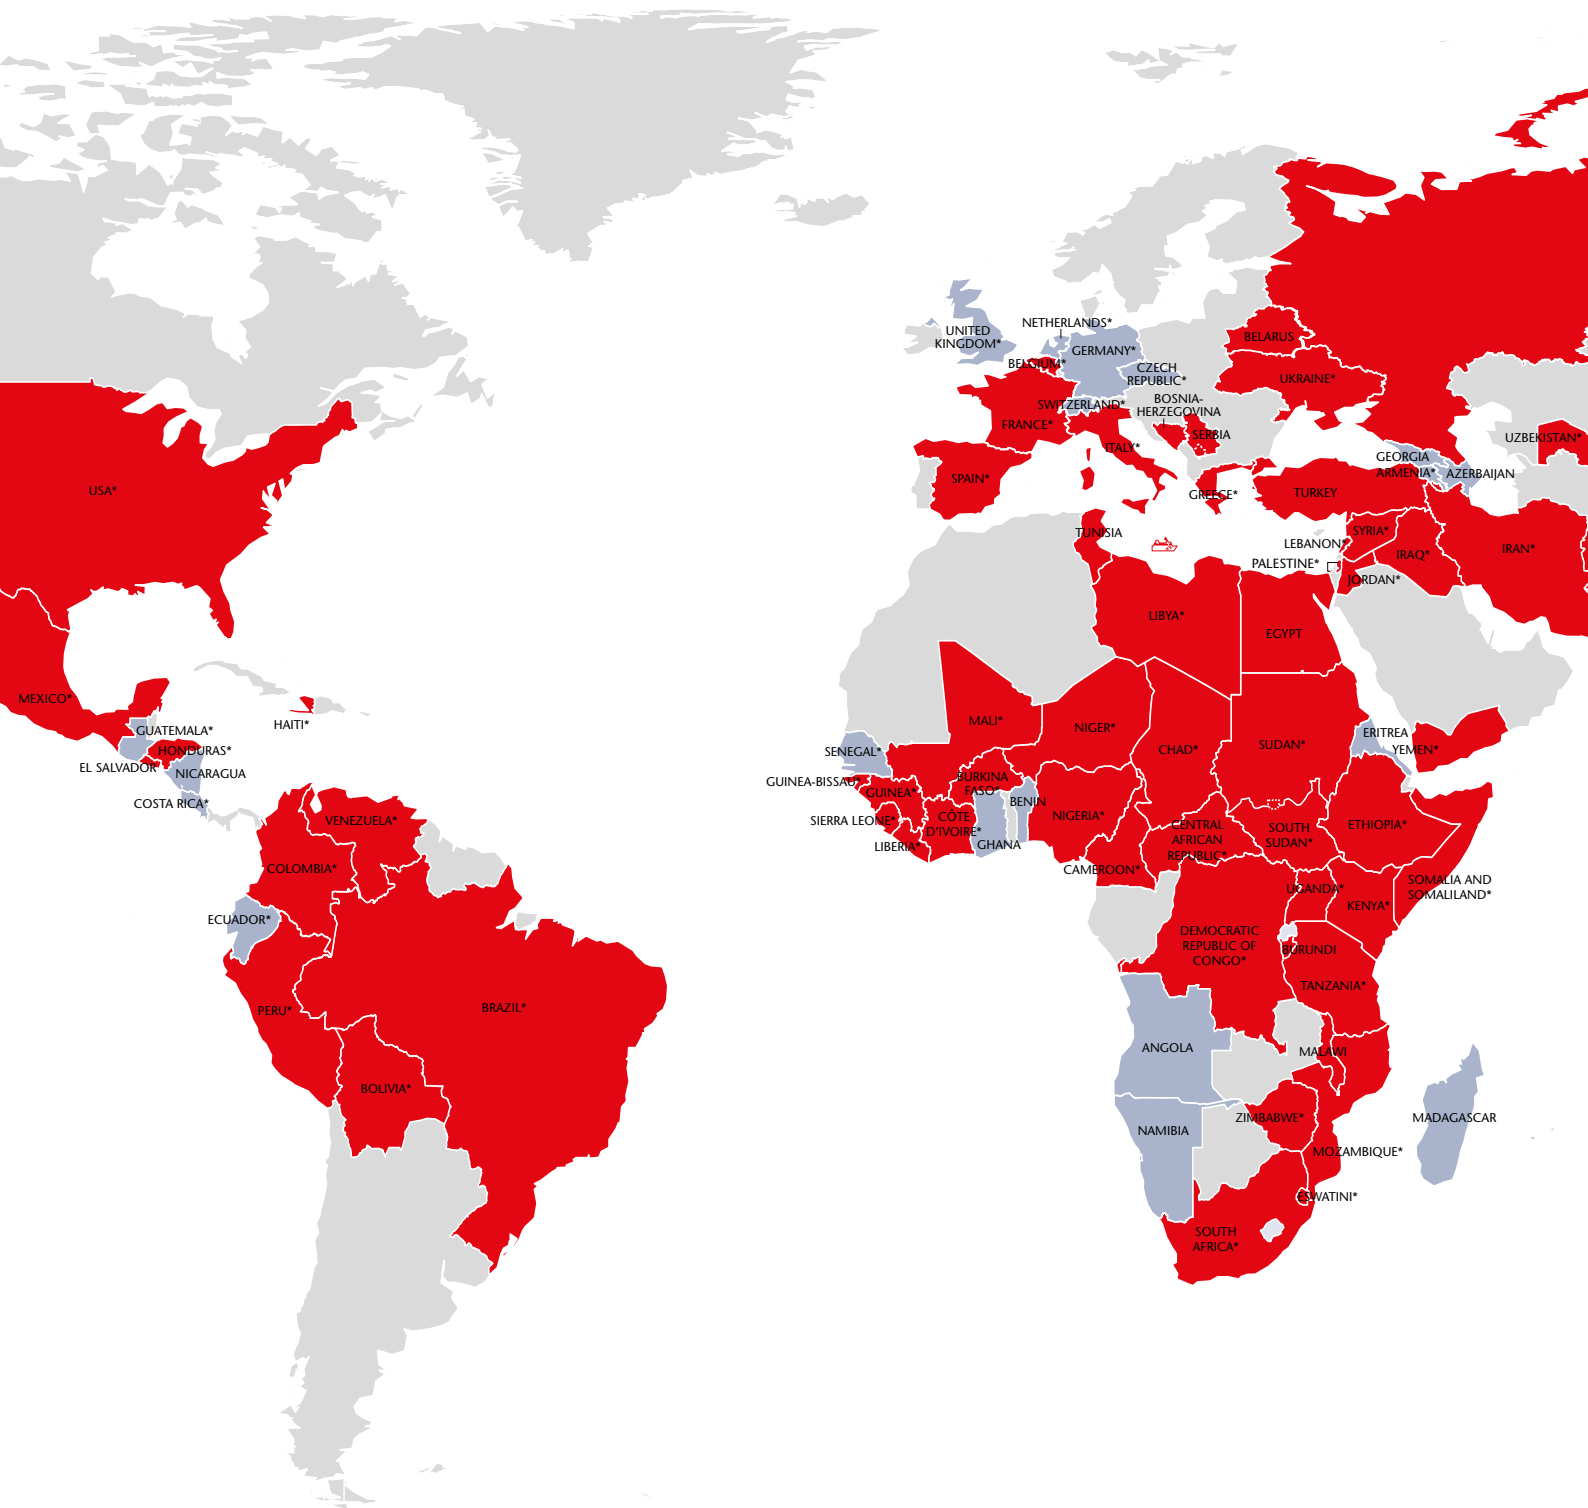 NETHERLANDS*
UNITED
KINGDOM*
BELARUS
GERMANY*
BELGIUM*
CZECH
REPUBLIC*
UKRAINE*
BOSNIA-
HERZEGOVINA
SWITZERLAND*
FRANCE*
SERBIA
UZBEKISTAN*
ITALY*
GEORGIA
ARMENIA*
AZERBAIJAN
SPAIN*
USA*
GREECE*
TURKEY
TUNISIA
SYRIA*
LEBANON*
IRAQ*
IRAN*
PALESTINE*
JORDAN*
LIBYA*
EGYPT
MEXICO*
HAITI*
GUATEMALA*
HONDURAS*
EL SALVADOR
NICARAGUA
COSTA RICA*
MALI*
NIGER*
ERITREA
SENEGAL*
CHAD*
SUDAN*
YEMEN*
GUINEA-BISSAU*
BURKINA
FASO*
GUINEA*
BENIN
VENEZUELA*
SIERRA LEONE*
CÔTE
D'IVOIRE*
NIGERIA*
CENTRAL
AFRICAN
REPUBLIC*
SOUTH
SUDAN*
ETHIOPIA*
LIBERIA*
GHANA
COLOMBIA*
CAMEROON*
UGANDA*
KENYA*
SOMALIA AND
SOMALILAND*
ECUADOR*
DEMOCRATIC
REPUBLIC OF
CONGO*
BURUNDI
TANZANIA*
PERU*
BRAZIL*
ANGOLA
MALAWI
BOLIVIA*
ZIMBABWE*
MADAGASCAR
NAMIBIA
MOZAMBIQUE*
ESWATINI*
SOUTH
AFRICA*